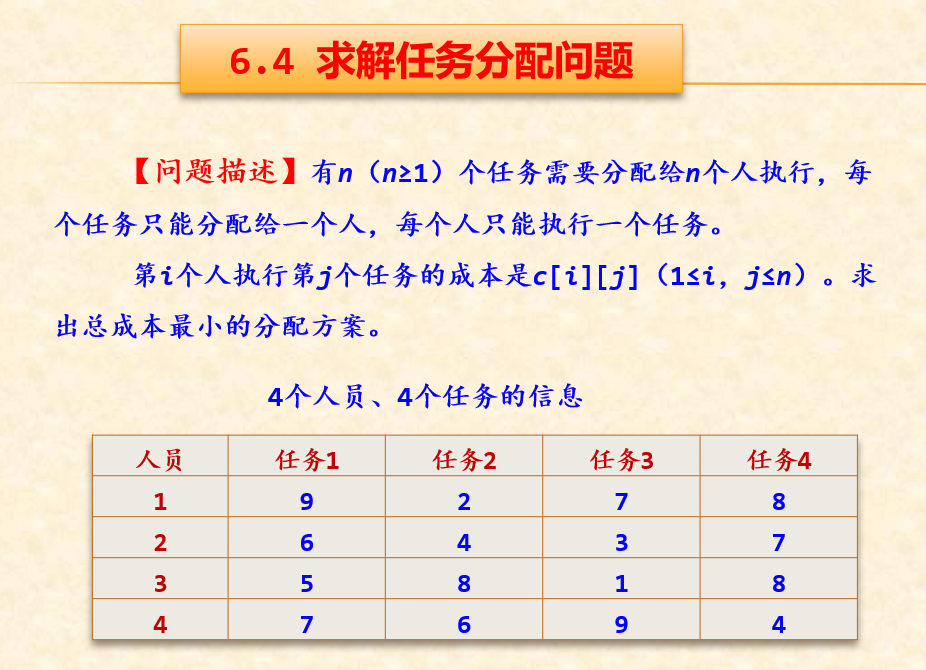 6.4 求解任务分配问题
【问题描述】有n（n≥1）个任务需要分配给n个人执行，每
个任务只能分配给一个人，每个人只能执行一个任务。
第i个人执行第j个任务的成本是c[i][j]（1≤i，j≤n）。求
出总成本最小的分配方案。
4个人员、4个任务的信息
人员 任务1 任务2 任务3 任务4
1 9 2 7 8
2 6 4 3 7
3 5 8 1 8
4 7 6 9 4